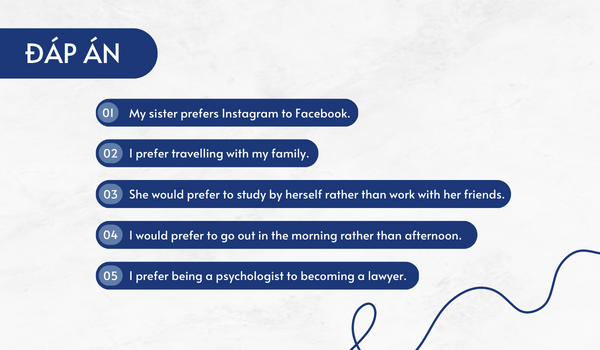 ĐÁP ÁN
01 My sister prefers Instagram to Facebook.
02 I prefer travelling with my family.
03 She would prefer to study by herself rather than work with her friends.
04 I would prefer to go out in the morning rather than afternoon.
05 I prefer being a psychologist to becoming a lawyer.